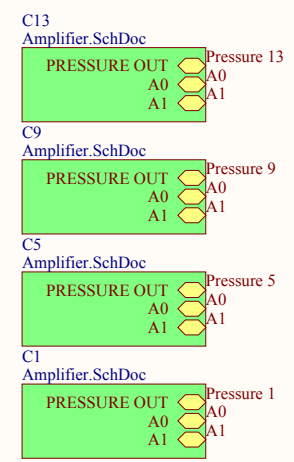 C13
Amplifier.SchDoc
PRESSURE OUT Pressure 13
A0 A0
A1 A1
C9
Amplifier.SchDoc
PRESSURE OUT Pressure 9
A0 A0
A1 A1
C5
Amplifier.SchDoc
PRESSURE OUT Pressure 5
A0 A0
A1 A1
C1
Amplifier.SchDoc
PRESSURE OUT Pressure 1
A0 A0
A1 A1